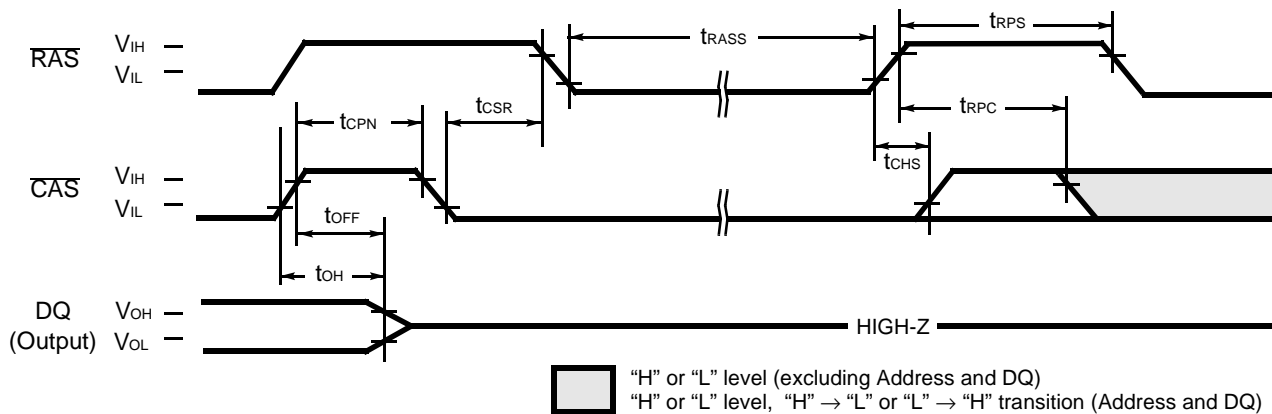 tRPS
tRASS
RAS
VIH
VIL
tCSR
tRPC
tCPN
tCHS
CAS
VIH
VIL
tOFF
tOH
DQ
(Output)
VOH
VOL
HIGH-Z
“H” or “L” level (excluding Address and DQ)
“H” or “L” level, “H” → “L” or “L” → “H” transition (Address and DQ)